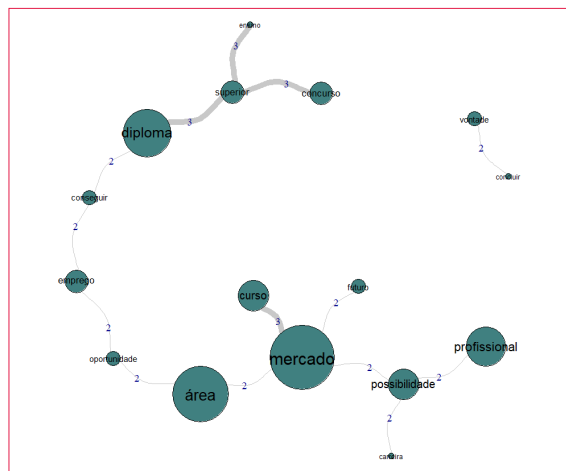 ensino
3
superior
3
concurso
3
diploma
vontade
2
2
concluir
conseguir
2
emprego
curso
futuro
2
3
2
profissional
mercado
oportunidade
2
2
possibilidade
2
2
área
2
carreira